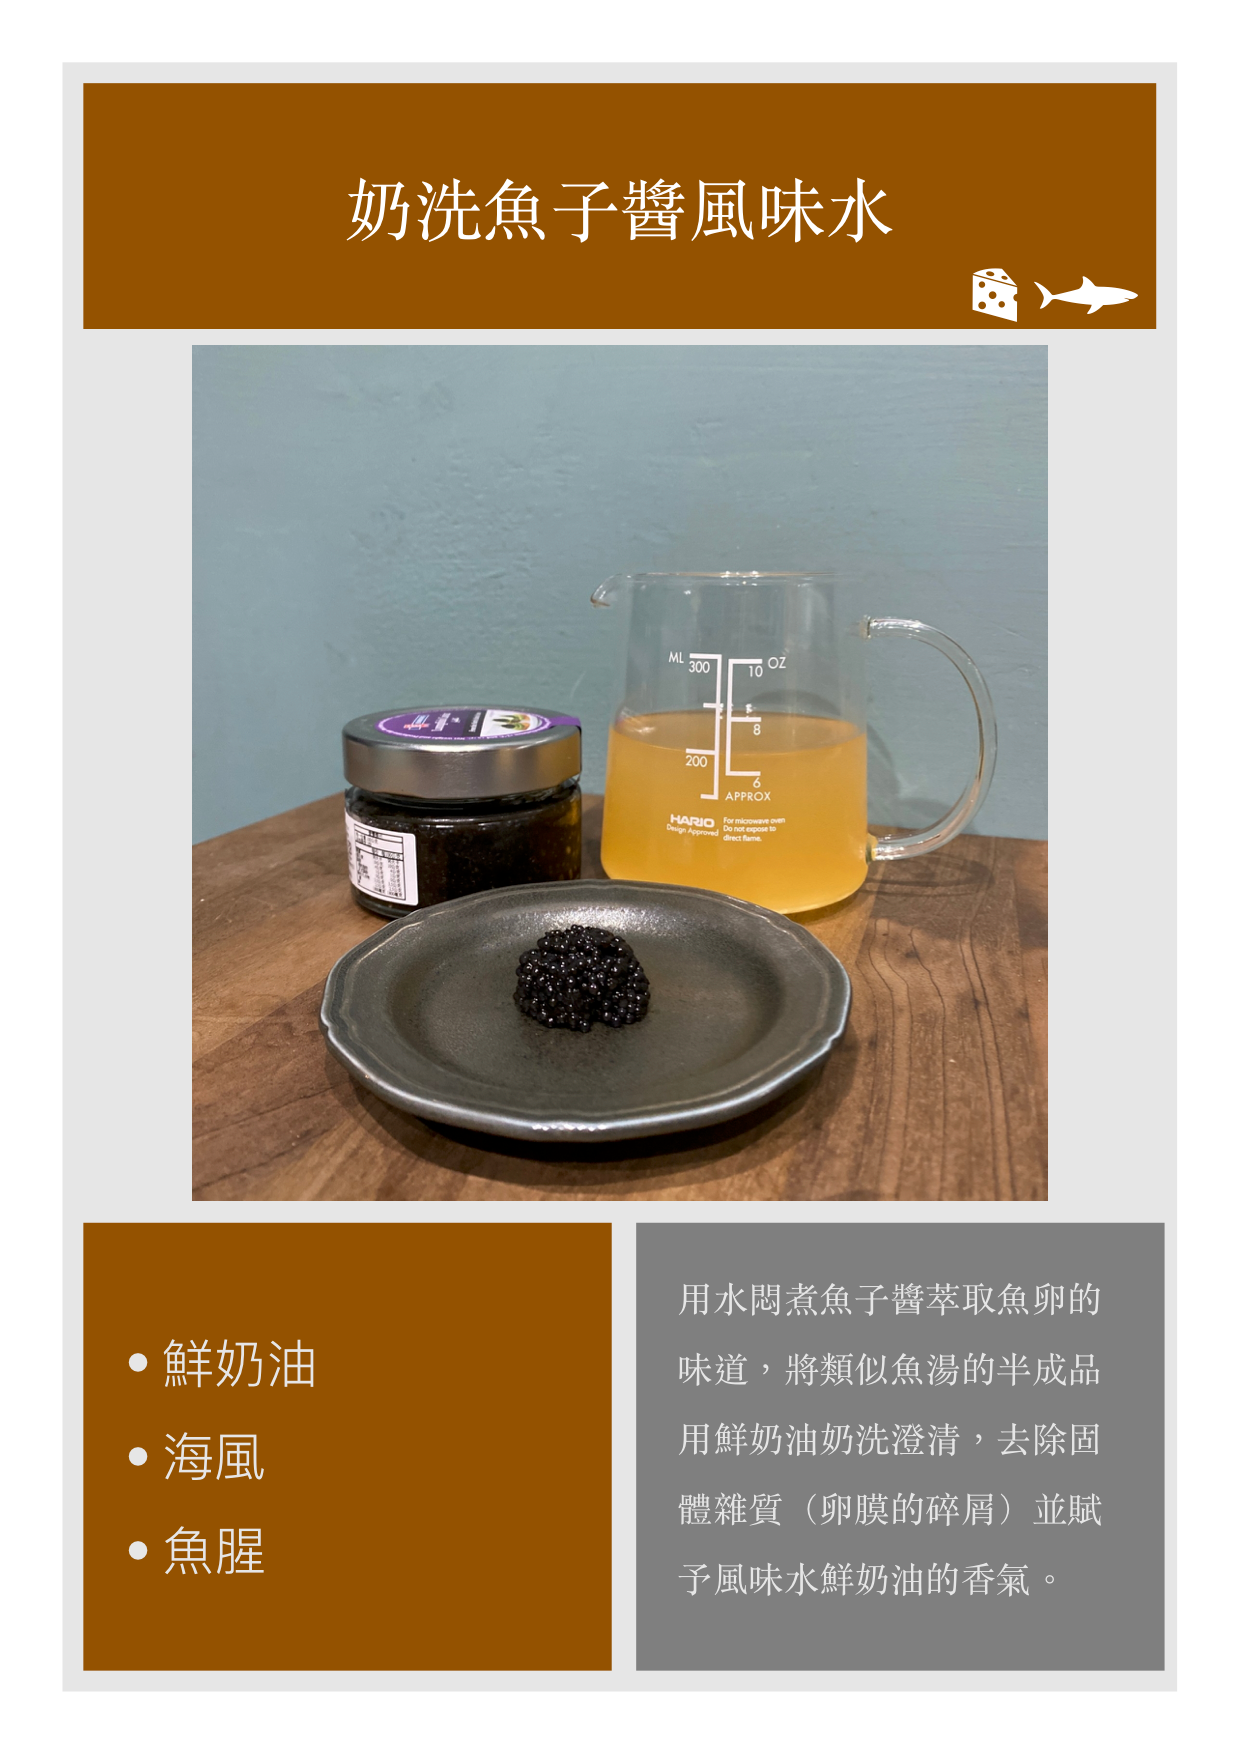 奶洗魚子醬風味水
ML
300
10
OZ
8
200
6
APPROX
HARIO
Design Approved
For microwave oven
Do not expose to
direct flame.
• 鮮奶油
• 海風
• 魚腥
用水悶煮魚子醬萃取魚卵的
味道，將類似魚湯的半成品
用鮮奶油奶洗澄清，去除固
體雜質（卵膜的碎屑）並賦
予風味水鮮奶油的香氣。